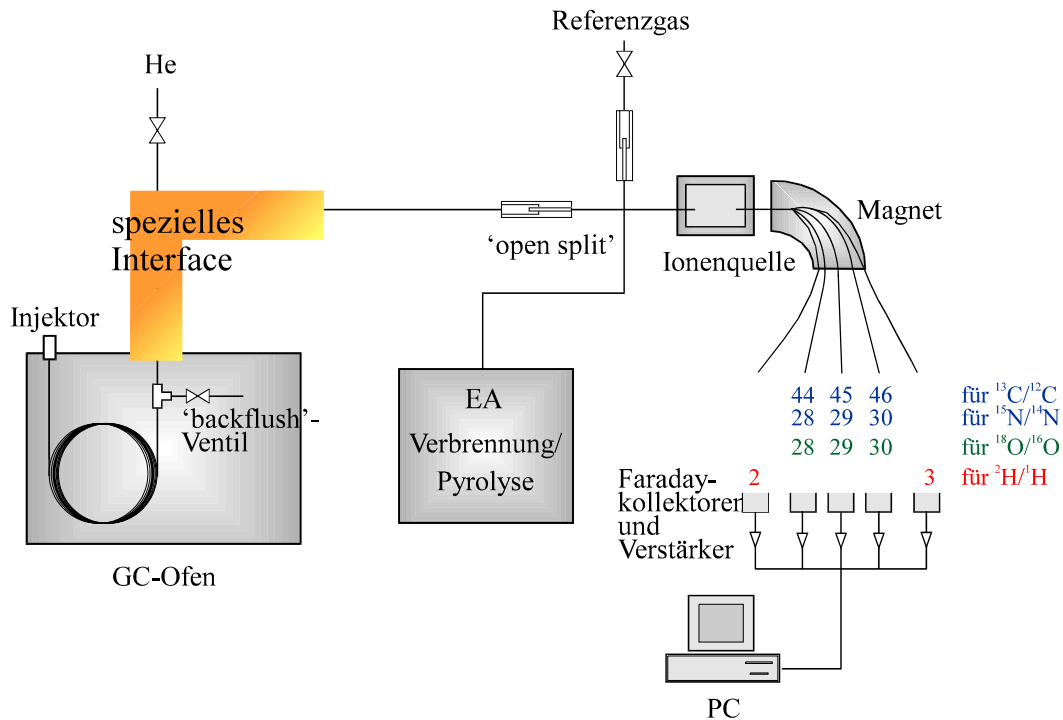 Referenzgas
He
spezielles
Interface
'open split'
Ionenquelle
Magnet
Injektor
'backflush'-
Ventil
GC-Ofen
EA
Verbrennung/
Pyrolyse
44 45 46 für ¹³C/¹²C
28 29 30 für ¹⁵N/¹⁴N
28 29 30 für ¹⁸O/¹⁶O
2 3 für ²H/¹H
Faraday-
kollektoren
und
Verstärker
PC